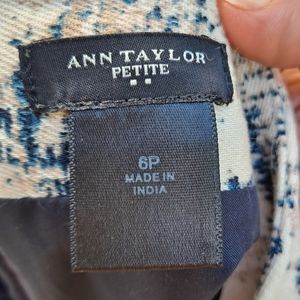 ANN TAYLOR
PETITE
6P
MADE IN
INDIA